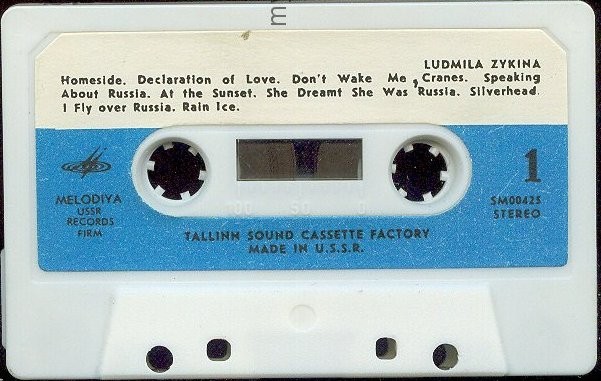 LUDMILA ZYKINA
Homeside. Declaration of Love. Don't Wake Me, Cranes. Speaking
About Russia. At the Sunset. She Dreamt She Was Russia. Silverhead.
I Fly over Russia. Rain Ice.
MELODIYA
USSR
RECORDS
FIRM
1
SM00425
STEREO
100 50 0
TALLINN SOUND CASSETTE FACTORY
MADE IN U.S.S.R.